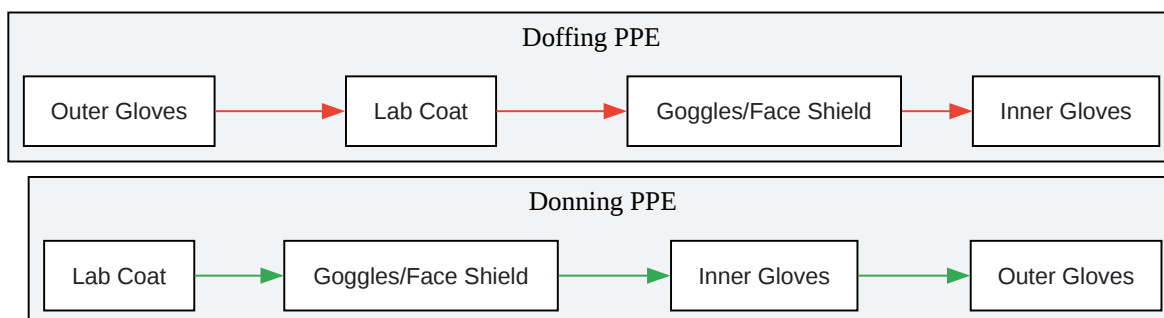 Doffing PPE
Outer Gloves
Lab Coat
Goggles/Face Shield
Inner Gloves
Donning PPE
Lab Coat
Goggles/Face Shield
Inner Gloves
Outer Gloves